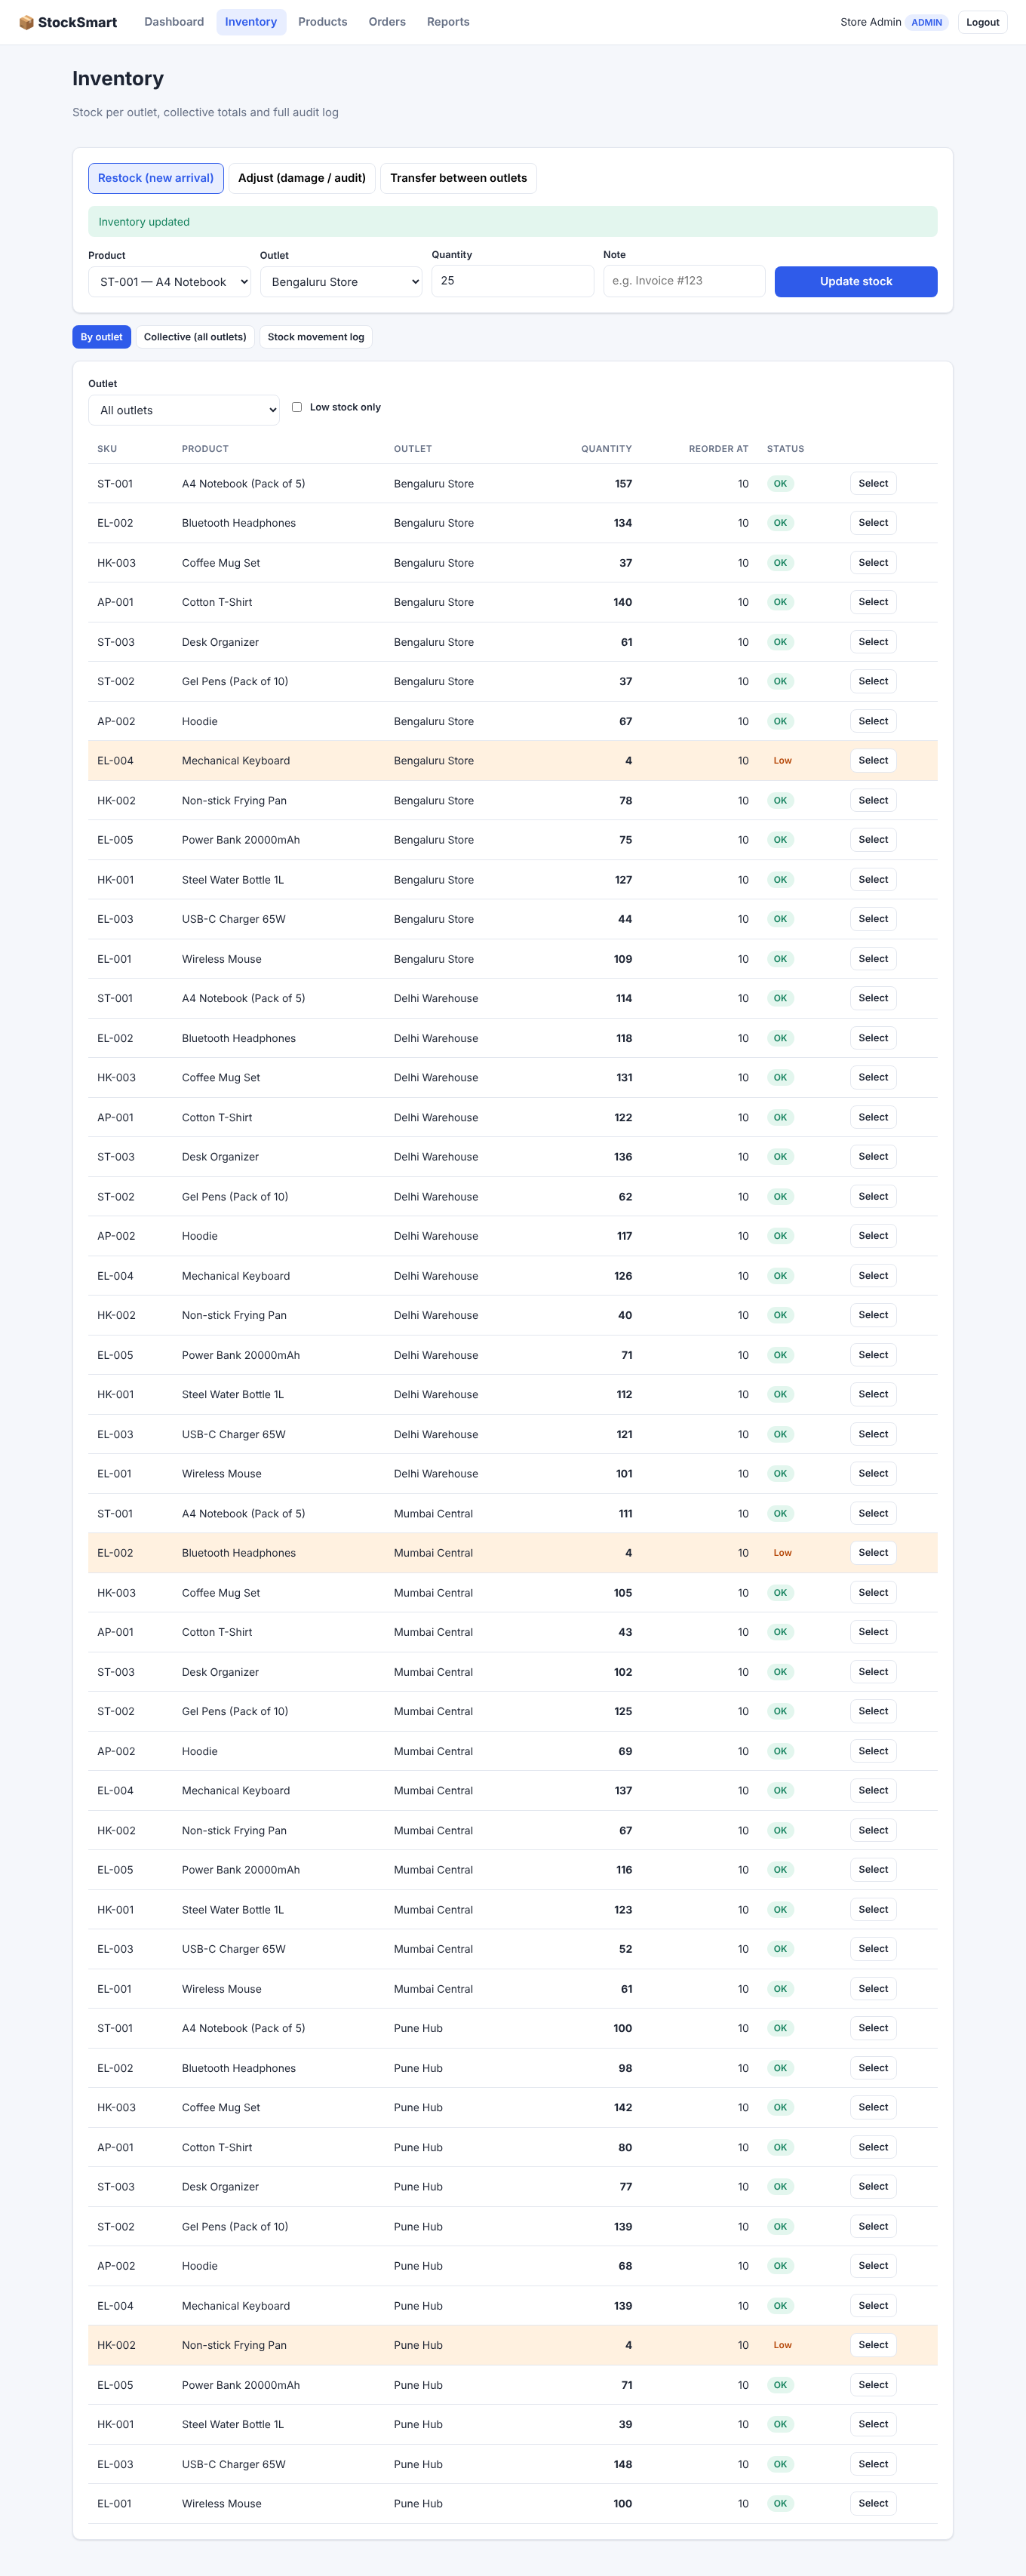 📦 StockSmart Dashboard Inventory Products Orders Reports Store Admin ADMIN Logout
Inventory
Stock per outlet, collective totals and full audit log
Restock (new arrival) Adjust (damage / audit) Transfer between outlets
Inventory updated
Product Outlet Quantity Note
ST-001 — A4 Notebook Bengaluru Store 25 e.g. Invoice #123 Update stock
By outlet Collective (all outlets) Stock movement log
Outlet
All outlets Low stock only
SKU PRODUCT OUTLET QUANTITY REORDER AT STATUS
ST-001 A4 Notebook (Pack of 5) Bengaluru Store 157 10 OK Select
EL-002 Bluetooth Headphones Bengaluru Store 134 10 OK Select
HK-003 Coffee Mug Set Bengaluru Store 37 10 OK Select
AP-001 Cotton T-Shirt Bengaluru Store 140 10 OK Select
ST-003 Desk Organizer Bengaluru Store 61 10 OK Select
ST-002 Gel Pens (Pack of 10) Bengaluru Store 37 10 OK Select
AP-002 Hoodie Bengaluru Store 67 10 OK Select
EL-004 Mechanical Keyboard Bengaluru Store 4 10 Low Select
HK-002 Non-stick Frying Pan Bengaluru Store 78 10 OK Select
EL-005 Power Bank 20000mAh Bengaluru Store 75 10 OK Select
HK-001 Steel Water Bottle 1L Bengaluru Store 127 10 OK Select
EL-003 USB-C Charger 65W Bengaluru Store 44 10 OK Select
EL-001 Wireless Mouse Bengaluru Store 109 10 OK Select
ST-001 A4 Notebook (Pack of 5) Delhi Warehouse 114 10 OK Select
EL-002 Bluetooth Headphones Delhi Warehouse 118 10 OK Select
HK-003 Coffee Mug Set Delhi Warehouse 131 10 OK Select
AP-001 Cotton T-Shirt Delhi Warehouse 122 10 OK Select
ST-003 Desk Organizer Delhi Warehouse 136 10 OK Select
ST-002 Gel Pens (Pack of 10) Delhi Warehouse 62 10 OK Select
AP-002 Hoodie Delhi Warehouse 117 10 OK Select
EL-004 Mechanical Keyboard Delhi Warehouse 126 10 OK Select
HK-002 Non-stick Frying Pan Delhi Warehouse 40 10 OK Select
EL-005 Power Bank 20000mAh Delhi Warehouse 71 10 OK Select
HK-001 Steel Water Bottle 1L Delhi Warehouse 112 10 OK Select
EL-003 USB-C Charger 65W Delhi Warehouse 121 10 OK Select
EL-001 Wireless Mouse Delhi Warehouse 101 10 OK Select
ST-001 A4 Notebook (Pack of 5) Mumbai Central 111 10 OK Select
EL-002 Bluetooth Headphones Mumbai Central 4 10 Low Select
HK-003 Coffee Mug Set Mumbai Central 105 10 OK Select
AP-001 Cotton T-Shirt Mumbai Central 43 10 OK Select
ST-003 Desk Organizer Mumbai Central 102 10 OK Select
ST-002 Gel Pens (Pack of 10) Mumbai Central 125 10 OK Select
AP-002 Hoodie Mumbai Central 69 10 OK Select
EL-004 Mechanical Keyboard Mumbai Central 137 10 OK Select
HK-002 Non-stick Frying Pan Mumbai Central 67 10 OK Select
EL-005 Power Bank 20000mAh Mumbai Central 116 10 OK Select
HK-001 Steel Water Bottle 1L Mumbai Central 123 10 OK Select
EL-003 USB-C Charger 65W Mumbai Central 52 10 OK Select
EL-001 Wireless Mouse Mumbai Central 61 10 OK Select
ST-001 A4 Notebook (Pack of 5) Pune Hub 100 10 OK Select
EL-002 Bluetooth Headphones Pune Hub 98 10 OK Select
HK-003 Coffee Mug Set Pune Hub 142 10 OK Select
AP-001 Cotton T-Shirt Pune Hub 80 10 OK Select
ST-003 Desk Organizer Pune Hub 77 10 OK Select
ST-002 Gel Pens (Pack of 10) Pune Hub 139 10 OK Select
AP-002 Hoodie Pune Hub 68 10 OK Select
EL-004 Mechanical Keyboard Pune Hub 139 10 OK Select
HK-002 Non-stick Frying Pan Pune Hub 4 10 Low Select
EL-005 Power Bank 20000mAh Pune Hub 71 10 OK Select
HK-001 Steel Water Bottle 1L Pune Hub 39 10 OK Select
EL-003 USB-C Charger 65W Pune Hub 148 10 OK Select
EL-001 Wireless Mouse Pune Hub 100 10 OK Select